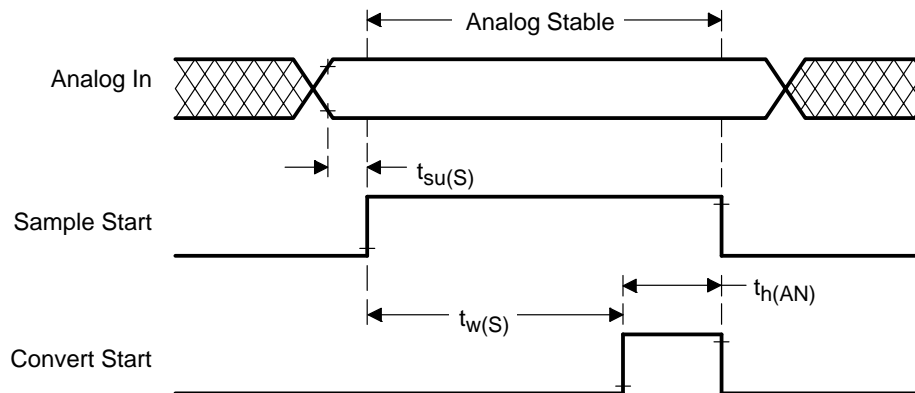 Analog Stable
Analog In
tsu(S)
Sample Start
th(AN)
tw(S)
Convert Start